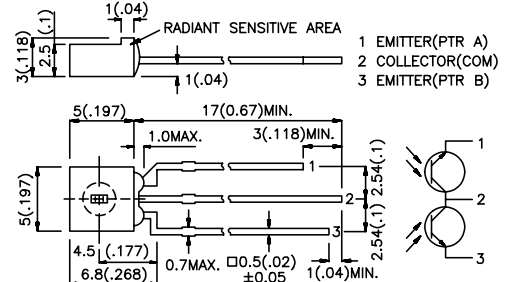 1(.04)
RADIANT SENSITIVE AREA
3(.118)
2.5 (.1)
1(.04)
1 EMITTER(PTR A)
2 COLLECTOR(COM)
3 EMITTER(PTR B)
5(.197)
17(0.67)MIN.
1.0MAX.
3(.118)MIN.
5(.197)
1
2
3
2.54(.1)
2.54(.1)
1
2
3
4.5 (.177)
6.8(.268)
0.7MAX.
□0.5(.02)
±0.05
1(.04)MIN.